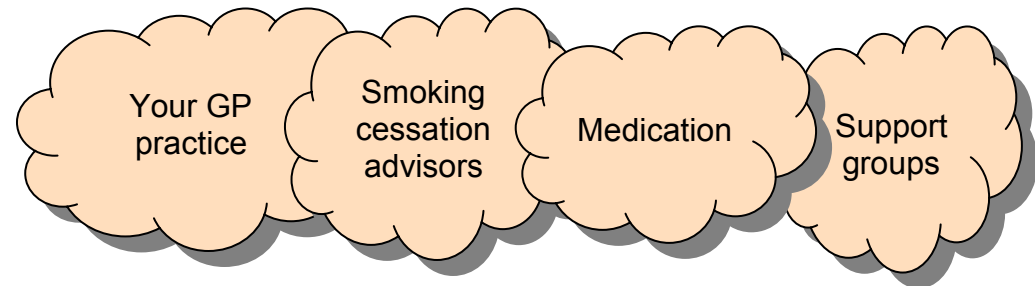 Your GP
practice
Smoking
cessation
advisors
Medication
Support
groups